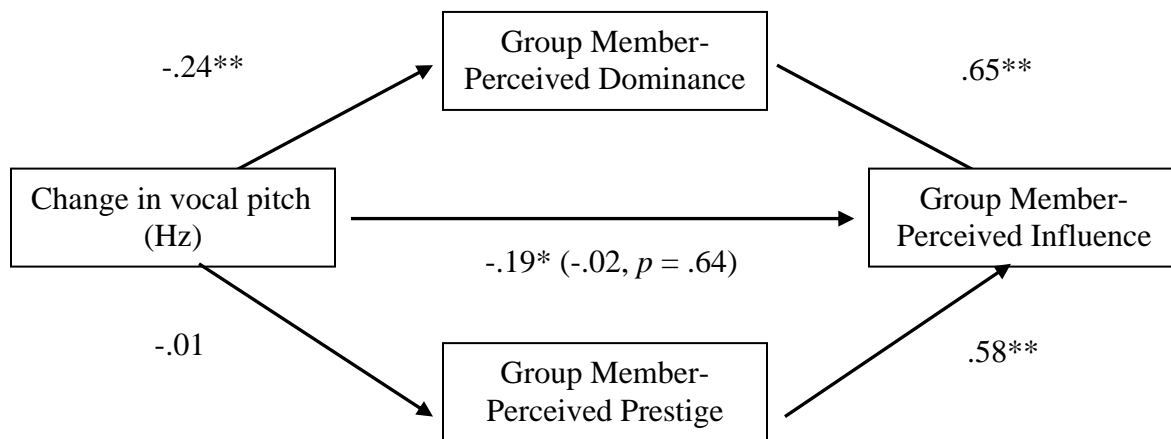 Group Member-
Perceived Dominance
-.24**
.65**
Change in vocal pitch
(Hz)
Group Member-
Perceived Influence
-.19* (-.02, p = .64)
-.01
Group Member-
Perceived Prestige
.58**